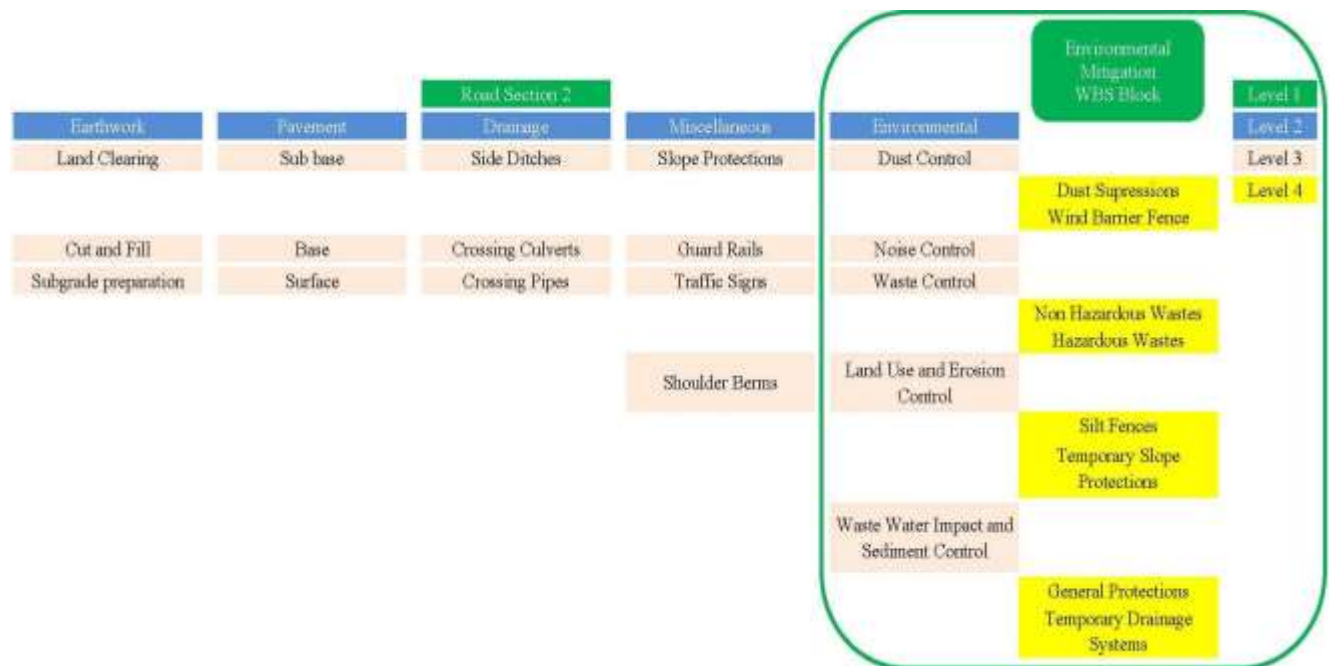 Environmental
Mitigation
WBS Block
Road Section 2
Level 1
Earthwork
Pavement
Drainage
Miscellaneous
Environmental
Level 2
Land Clearing
Sub base
Side Ditches
Slope Protections
Dust Control
Level 3
Dust Supressions
Wind Barrier Fence
Level 4
Cut and Fill
Base
Crossing Culverts
Guard Rails
Noise Control
Subgrade preparation
Surface
Crossing Pipes
Traffic Signs
Waste Control
Non Hazardous Wastes
Hazardous Wastes
Shoulder Berms
Land Use and Erosion
Control
Silt Fences
Temporary Slope
Protections
Waste Water Impact and
Sediment Control
General Protections
Temporary Drainage
Systems